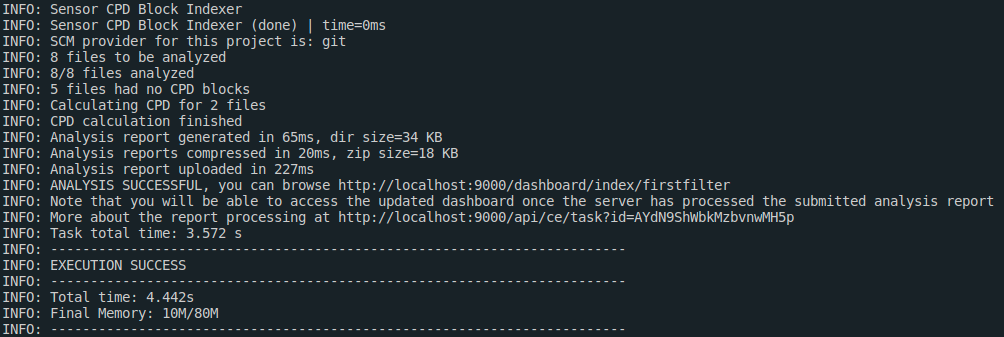 INFO: Sensor CPD Block Indexer
INFO: Sensor CPD Block Indexer (done) | time=0ms
INFO: SCM provider for this project is: git
INFO: 8 files to be analyzed
INFO: 8/8 files analyzed
INFO: 5 files had no CPD blocks
INFO: Calculating CPD for 2 files
INFO: CPD calculation finished
INFO: Analysis report generated in 65ms, dir size=34 KB
INFO: Analysis reports compressed in 20ms, zip size=18 KB
INFO: Analysis report uploaded in 227ms
INFO: ANALYSIS SUCCESSFUL, you can browse http://localhost:9000/dashboard/index/firstfilter
INFO: Note that you will be able to access the updated dashboard once the server has processed the submitted analysis report
INFO: More about the report processing at http://localhost:9000/api/ce/task?id=AYdN9ShWbkMzbvnwMH5p
INFO: Task total time: 3.572 s
INFO: ------------------------------------------------------------------------
INFO: EXECUTION SUCCESS
INFO: ------------------------------------------------------------------------
INFO: Total time: 4.442s
INFO: Final Memory: 10M/80M
INFO: ------------------------------------------------------------------------